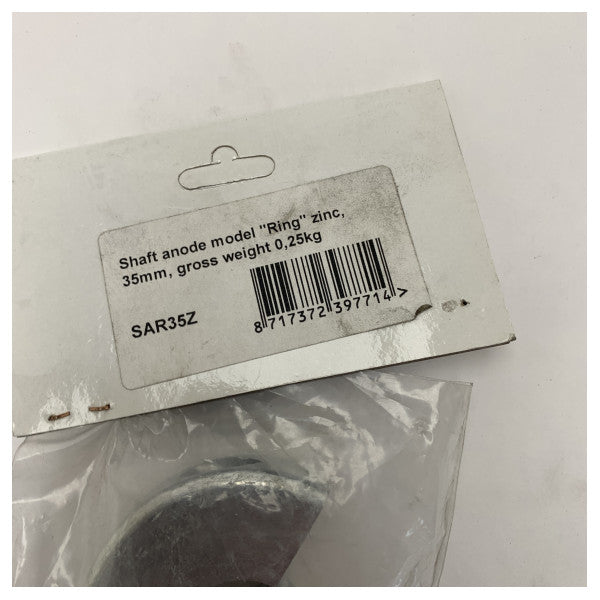 Shaft anode model "Ring" zinc,
35mm, gross weight 0,25kg
SAR35Z
8 717372 397714 >